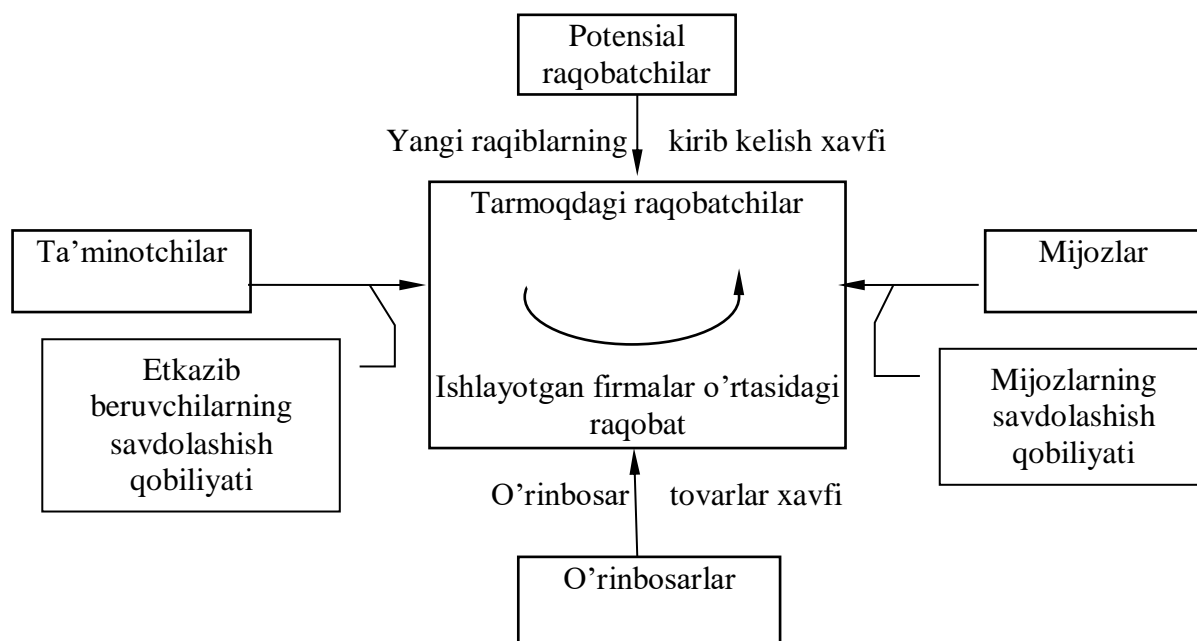 Potensial
raqobatchilar
Yangi raqiblarning kirib kelish xavfi
Tarmoqdagi raqobatchilar
Ta’minotchilar
Mijozlar
Etkazib
beruvchilarning
savdolashish
qobiliyati
Ishlayotgan firmalar o’rtasidagi
raqobat
Mijozlarning
savdolashish
qobiliyati
O’rinbosar tovarlar xavfi
O’rinbosarlar